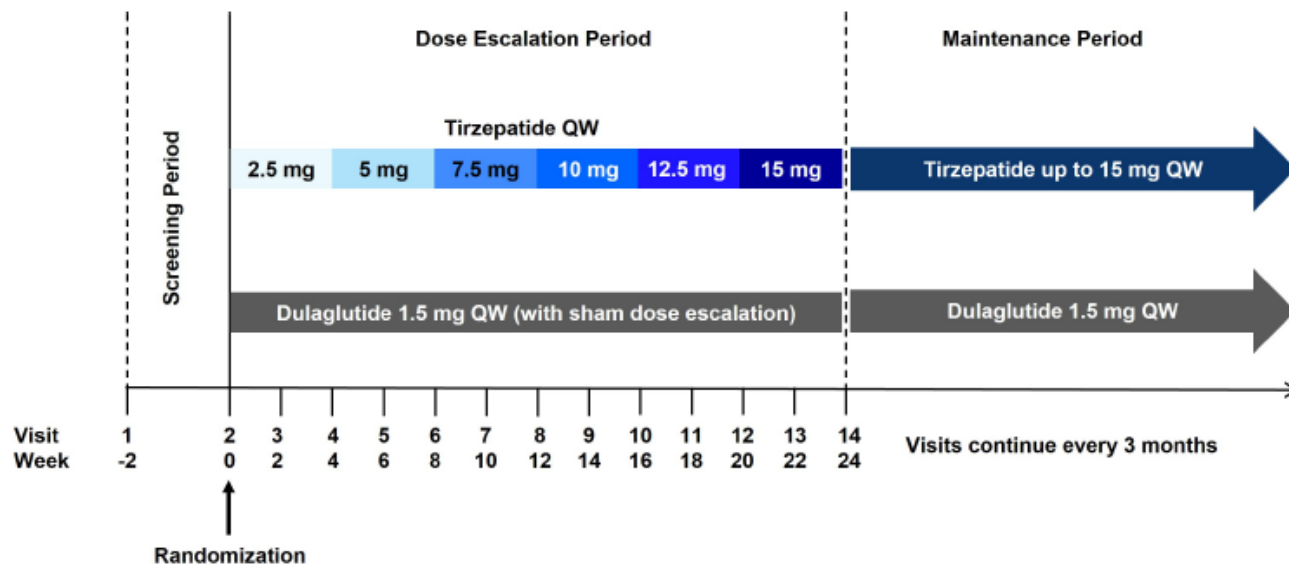 Dose Escalation Period
Maintenance Period
Screening Period
Tirzepatide QW
2.5 mg 5 mg 7.5 mg 10 mg 12.5 mg 15 mg
Tirzepatide up to 15 mg QW
Dulaglutide 1.5 mg QW (with sham dose escalation)
Dulaglutide 1.5 mg QW
Visit 1 2 3 4 5 6 7 8 9 10 11 12 13 14
Week -2 0 2 4 6 8 10 12 14 16 18 20 22 24
Visits continue every 3 months
Randomization